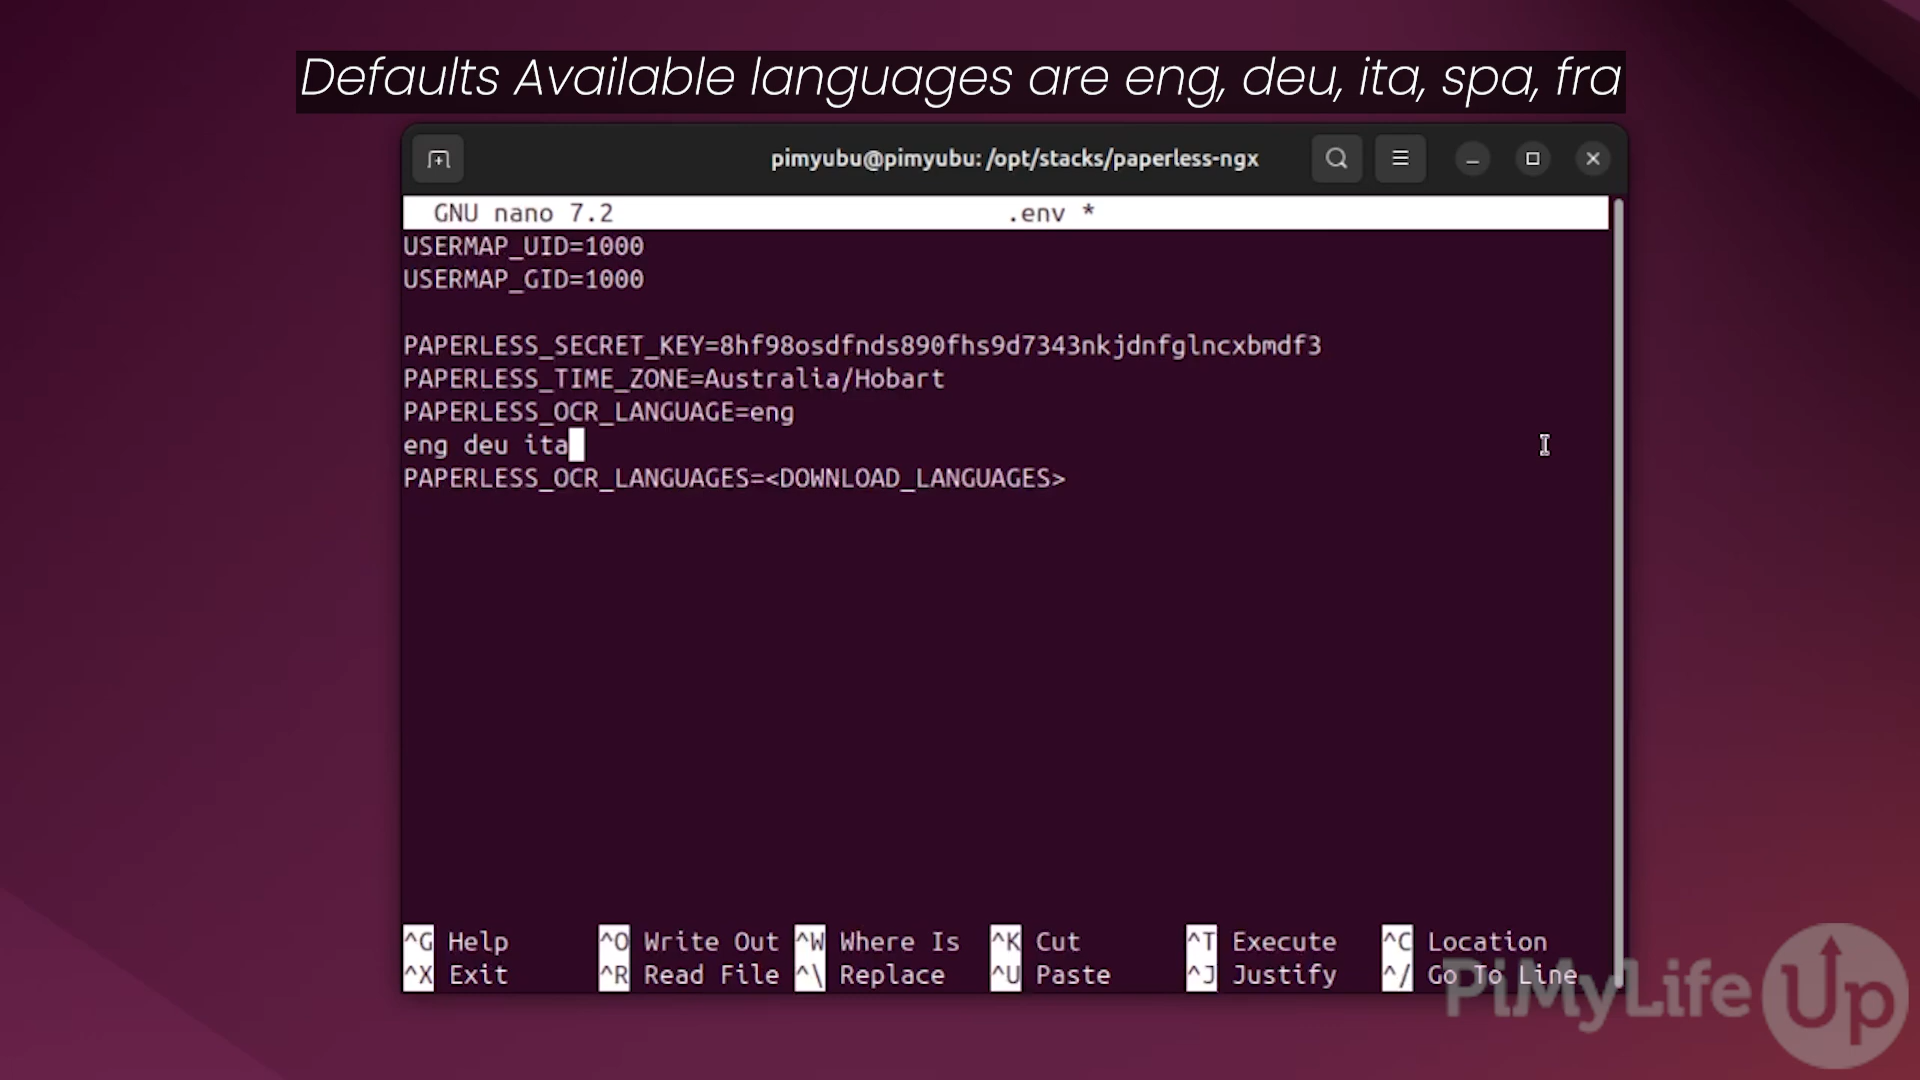 Defaults Available languages are eng, deu, ita, spa, fra
pimyubu@pimyubu: /opt/stacks/paperless-ngx
GNU nano 7.2 .env *
USERMAP_UID=1000
USERMAP_GID=1000
PAPERLESS_SECRET_KEY=8hf98osdfnds890fhs9d7343nkjdnfglncxbmdf3
PAPERLESS_TIME_ZONE=Australia/Hobart
PAPERLESS_OCR_LANGUAGE=eng
eng deu ita
PAPERLESS_OCR_LANGUAGES=<DOWNLOAD_LANGUAGES>
^G Help ^O Write Out ^W Where Is ^K Cut ^T Execute ^C Location
^X Exit ^R Read File ^\ Replace ^U Paste ^J Justify ^/ Go To Line
PiMyLife Up